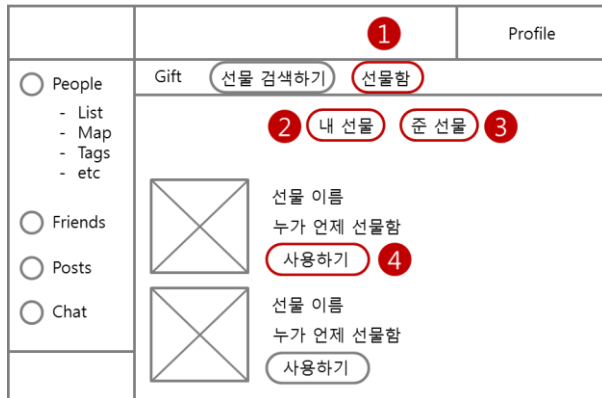 1
Profile
People
- List
- Map
- Tags
- etc
Friends
Posts
Chat
Gift 선물 검색하기 선물함
2 내 선물 준 선물 3
선물 이름
누가 언제 선물함
사용하기 4
선물 이름
누가 언제 선물함
사용하기